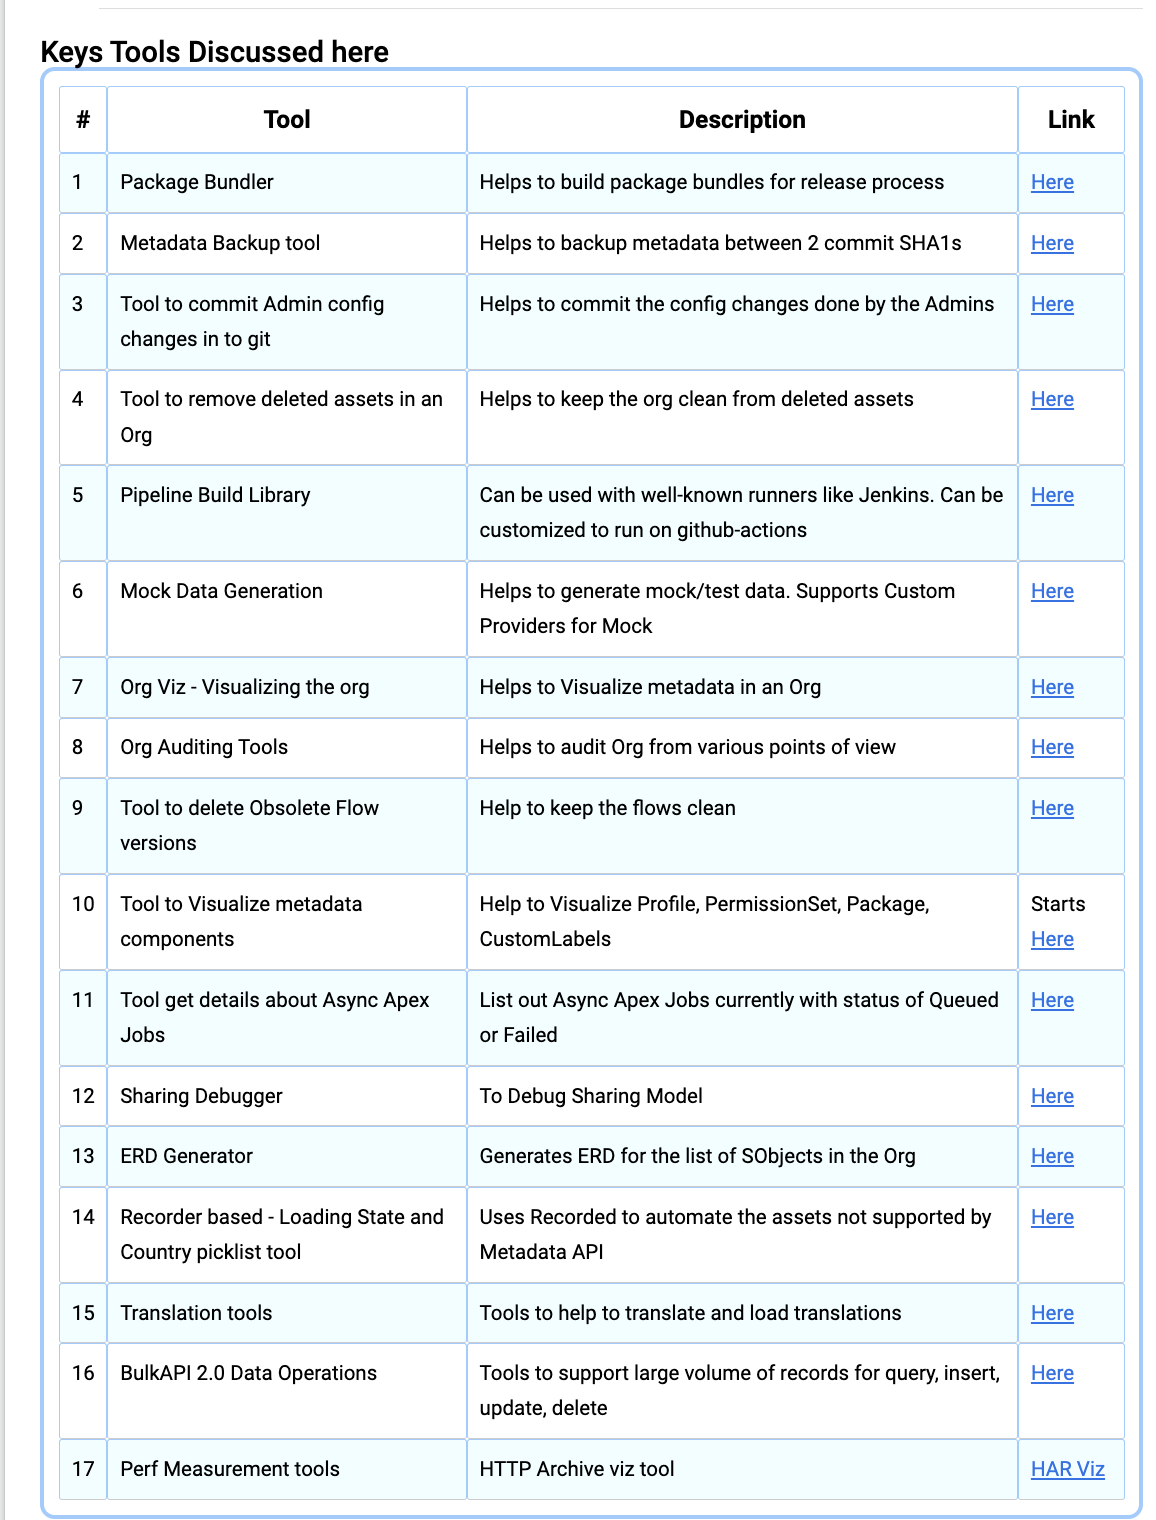 Keys Tools Discussed here
# Tool Description Link
1 Package Bundler Helps to build package bundles for release process Here
2 Metadata Backup tool Helps to backup metadata between 2 commit SHA1s Here
3 Tool to commit Admin config Helps to commit the config changes done by the Admins Here
changes in to git
4 Tool to remove deleted assets in an Helps to keep the org clean from deleted assets Here
Org
5 Pipeline Build Library Can be used with well-known runners like Jenkins. Can be Here
customized to run on github-actions
6 Mock Data Generation Helps to generate mock/test data. Supports Custom Here
Providers for Mock
7 Org Viz - Visualizing the org Helps to Visualize metadata in an Org Here
8 Org Auditing Tools Helps to audit Org from various points of view Here
9 Tool to delete Obsolete Flow Help to keep the flows clean Here
versions
10 Tool to Visualize metadata Help to Visualize Profile, PermissionSet, Package, Starts
components CustomLabels Here
11 Tool get details about Async Apex List out Async Apex Jobs currently with status of Queued Here
Jobs or Failed
12 Sharing Debugger To Debug Sharing Model Here
13 ERD Generator Generates ERD for the list of SObjects in the Org Here
14 Recorder based - Loading State and Uses Recorded to automate the assets not supported by Here
Country picklist tool Metadata API
15 Translation tools Tools to help to translate and load translations Here
16 BulkAPI 2.0 Data Operations Tools to support large volume of records for query, insert, Here
update, delete
17 Perf Measurement tools HTTP Archive viz tool HAR Viz